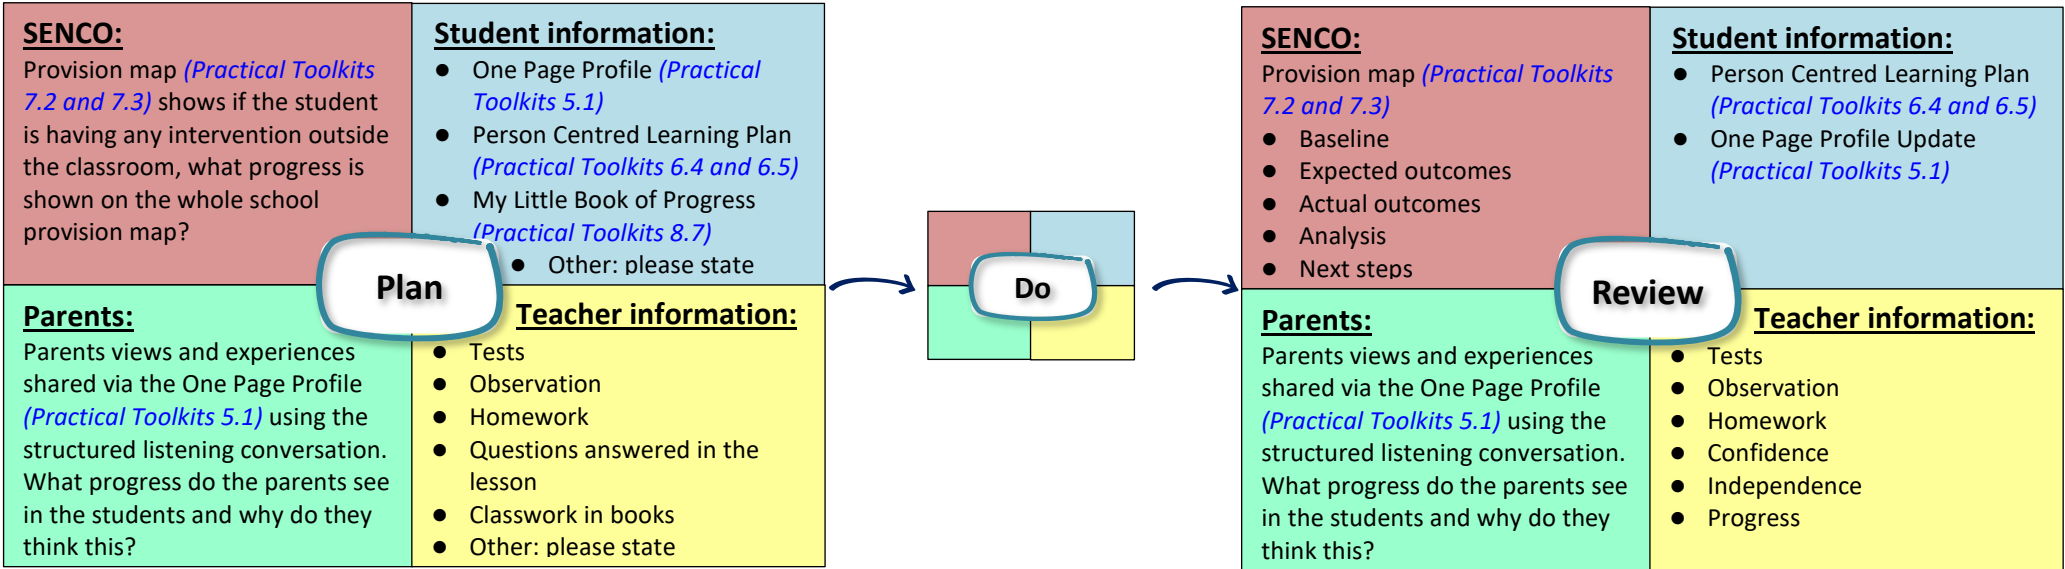 SENCO:
Provision map (Practical Toolkits
7.2 and 7.3) shows if the student
is having any intervention outside
the classroom, what progress is
shown on the whole school
provision map?
Student information:
● One Page Profile (Practical
Toolkits 5.1)
● Person Centred Learning Plan
(Practical Toolkits 6.4 and 6.5)
● My Little Book of Progress
(Practical Toolkits 8.7)
● Other: please state
Plan
Parents:
Parents views and experiences
shared via the One Page Profile
(Practical Toolkits 5.1) using the
structured listening conversation.
What progress do the parents see
in the students and why do they
think this?
Teacher information:
● Tests
● Observation
● Homework
● Questions answered in the
lesson
● Classwork in books
● Other: please state
Do
SENCO:
Provision map (Practical Toolkits
7.2 and 7.3)
● Baseline
● Expected outcomes
● Actual outcomes
● Analysis
● Next steps
Student information:
● Person Centred Learning Plan
(Practical Toolkits 6.4 and 6.5)
● One Page Profile Update
(Practical Toolkits 5.1)
Review
Parents:
Parents views and experiences
shared via the One Page Profile
(Practical Toolkits 5.1) using the
structured listening conversation.
What progress do the parents see
in the students and why do they
think this?
Teacher information:
● Tests
● Observation
● Homework
● Confidence
● Independence
● Progress